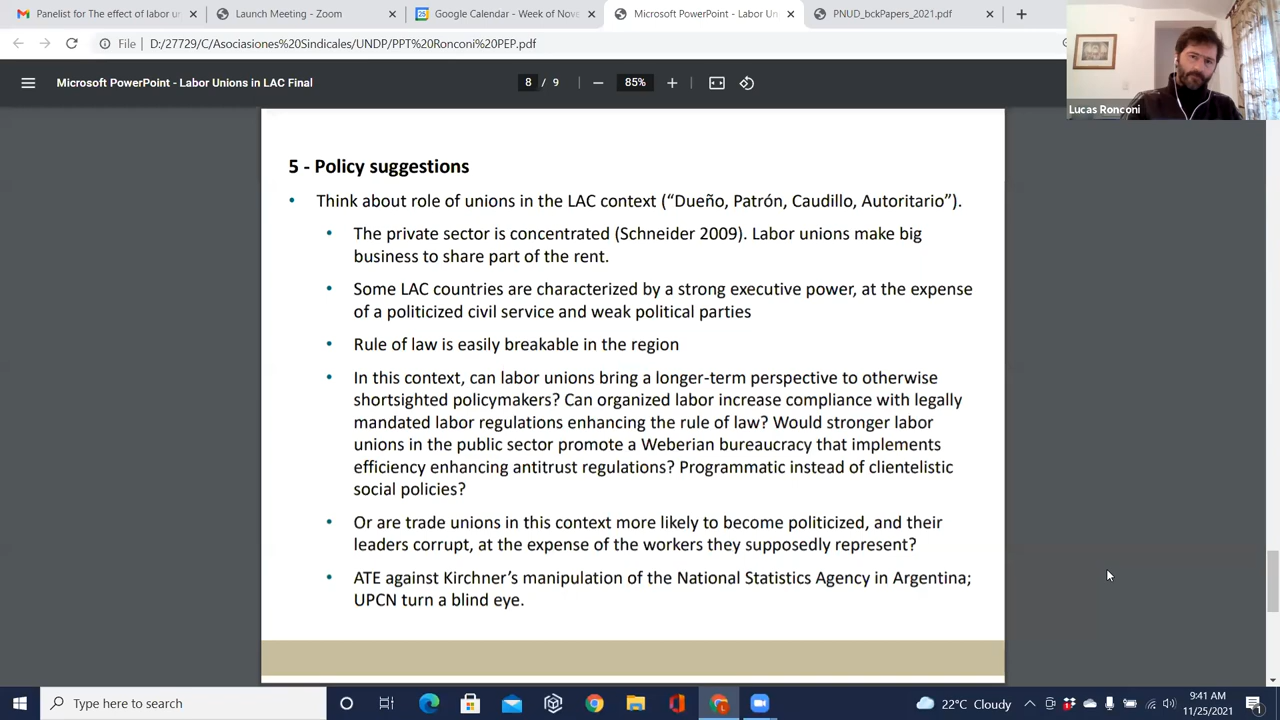 Panelist for The effect of labor un
Launch Meeting - Zoom
Google Calendar - Week of Nov
Microsoft PowerPoint - Labor Un
PNUD_bckPapers_2021.pdf
File
D:/27729/C/Asociasiones%20Sindicales/UNDP/PPT%20Ronconi%20PEP.pdf
Microsoft PowerPoint - Labor Unions in LAC Final
8 / 9
85%
Lucas Ronconi
5 - Policy suggestions
• Think about role of unions in the LAC context (“Dueño, Patrón, Caudillo, Autoritario”).
• The private sector is concentrated (Schneider 2009). Labor unions make big
business to share part of the rent.
• Some LAC countries are characterized by a strong executive power, at the expense
of a politicized civil service and weak political parties
• Rule of law is easily breakable in the region
• In this context, can labor unions bring a longer-term perspective to otherwise
shortsighted policymakers? Can organized labor increase compliance with legally
mandated labor regulations enhancing the rule of law? Would stronger labor
unions in the public sector promote a Weberian bureaucracy that implements
efficiency enhancing antitrust regulations? Programmatic instead of clientelistic
social policies?
• Or are trade unions in this context more likely to become politicized, and their
leaders corrupt, at the expense of the workers they supposedly represent?
• ATE against Kirchner’s manipulation of the National Statistics Agency in Argentina;
UPCN turn a blind eye.
Type here to search
22°C Cloudy
9:41 AM
11/25/2021
1